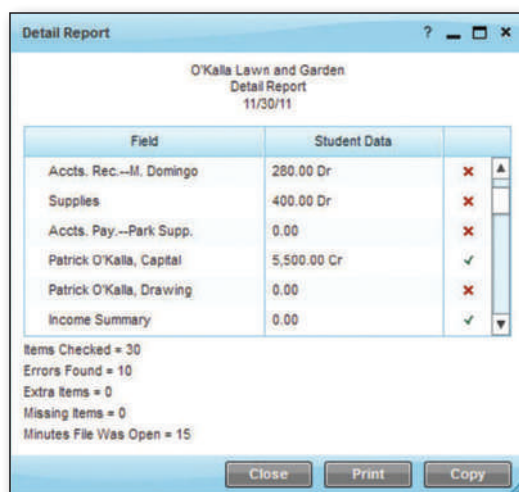 Detail Report ?
O'Kalla Lawn and Garden
Detail Report
11/30/11
Field Student Data
Accts. Rec.--M. Domingo 280.00 Dr
Supplies 400.00 Dr
Accts. Pay.--Park Supp. 0.00
Patrick O'Kalla, Capital 5,500.00 Cr
Patrick O'Kalla, Drawing 0.00
Income Summary 0.00
Items Checked = 30
Errors Found = 10
Extra Items = 0
Missing Items = 0
Minutes File Was Open = 15
Close Print Copy